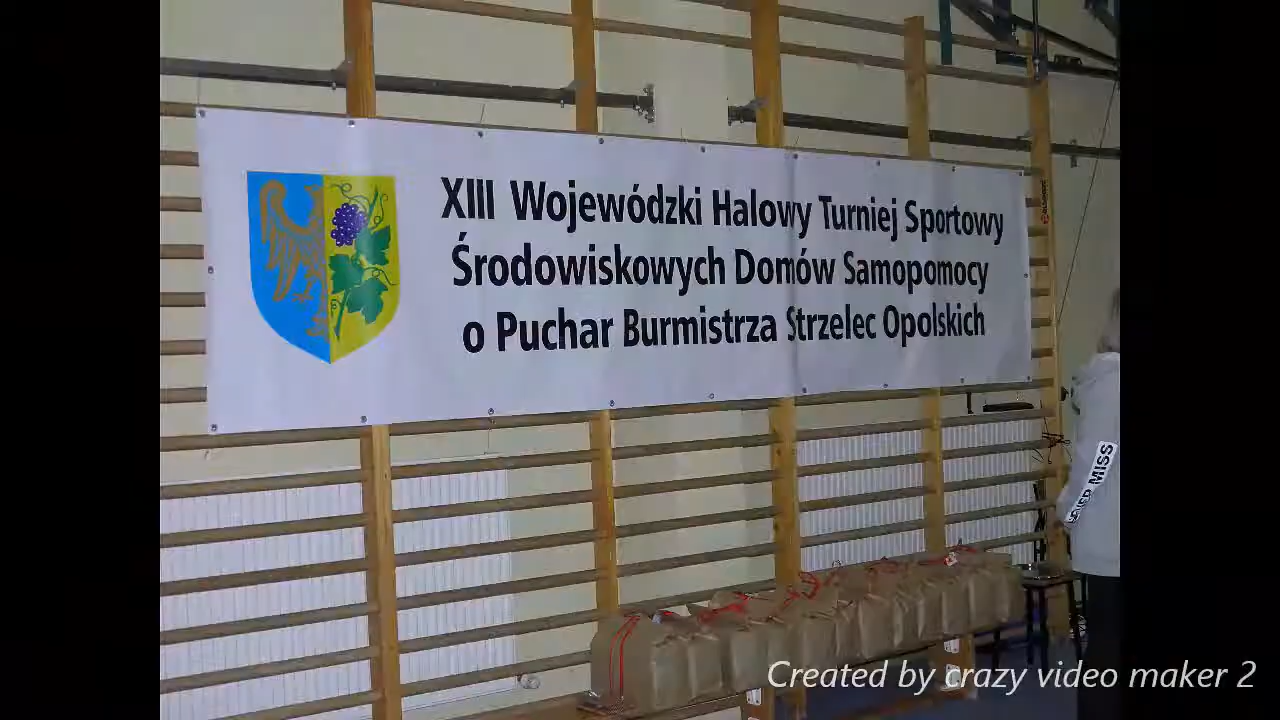 XIII Wojewódzki Halowy Turniej Sportowy
Środowiskowych Domów Samopomocy
o Puchar Burmistrza Strzelec Opolskich
MISS
Created by crazy video maker 2